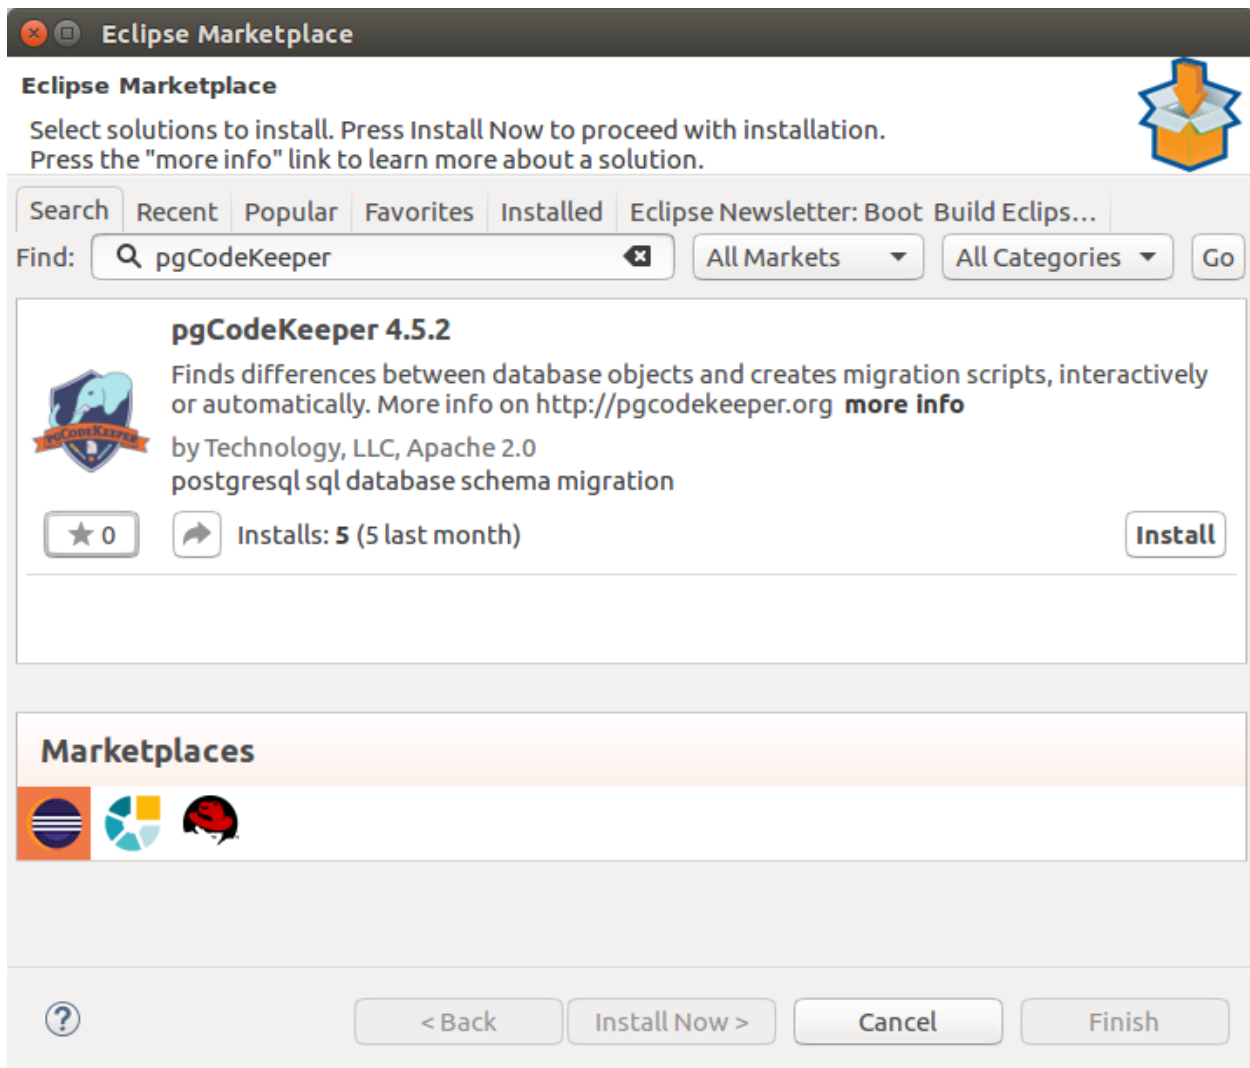 Eclipse Marketplace
Eclipse Marketplace
Select solutions to install. Press Install Now to proceed with installation.
Press the "more info" link to learn more about a solution.
Search Recent Popular Favorites Installed Eclipse Newsletter: Boot Build Eclips...
Find: pgCodeKeeper All Markets All Categories Go
pgCodeKeeper 4.5.2
Finds differences between database objects and creates migration scripts, interactively
or automatically. More info on http://pgcodekeeper.org more info
PGCODEKEEPER
by Technology, LLC, Apache 2.0
postgresql sql database schema migration
0 Installs: 5 (5 last month) Install
Marketplaces
? < Back Install Now > Cancel Finish